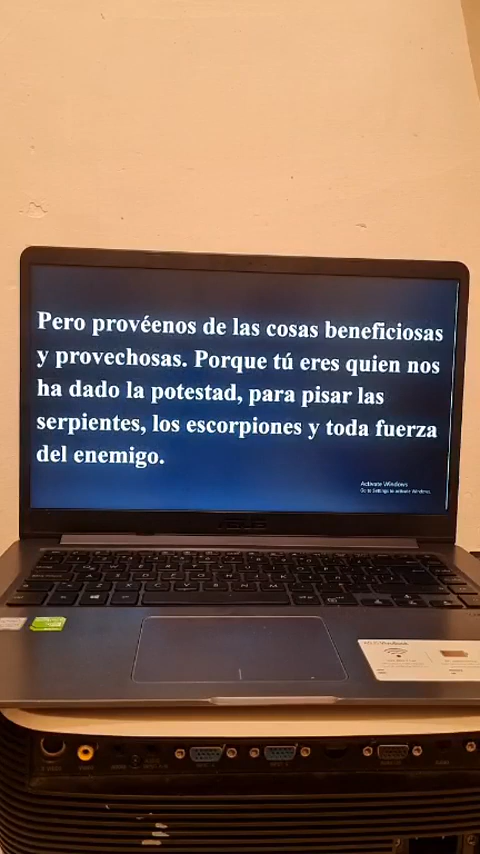 Pero provéenos de las cosas beneficiosas
y provechosas. Porque tú eres quien nos
ha dado la potestad, para pisar las
serpientes, los escorpiones y toda fuerza
del enemigo.
Activate Windows
Go to Settings to activate Windows.
ASUS